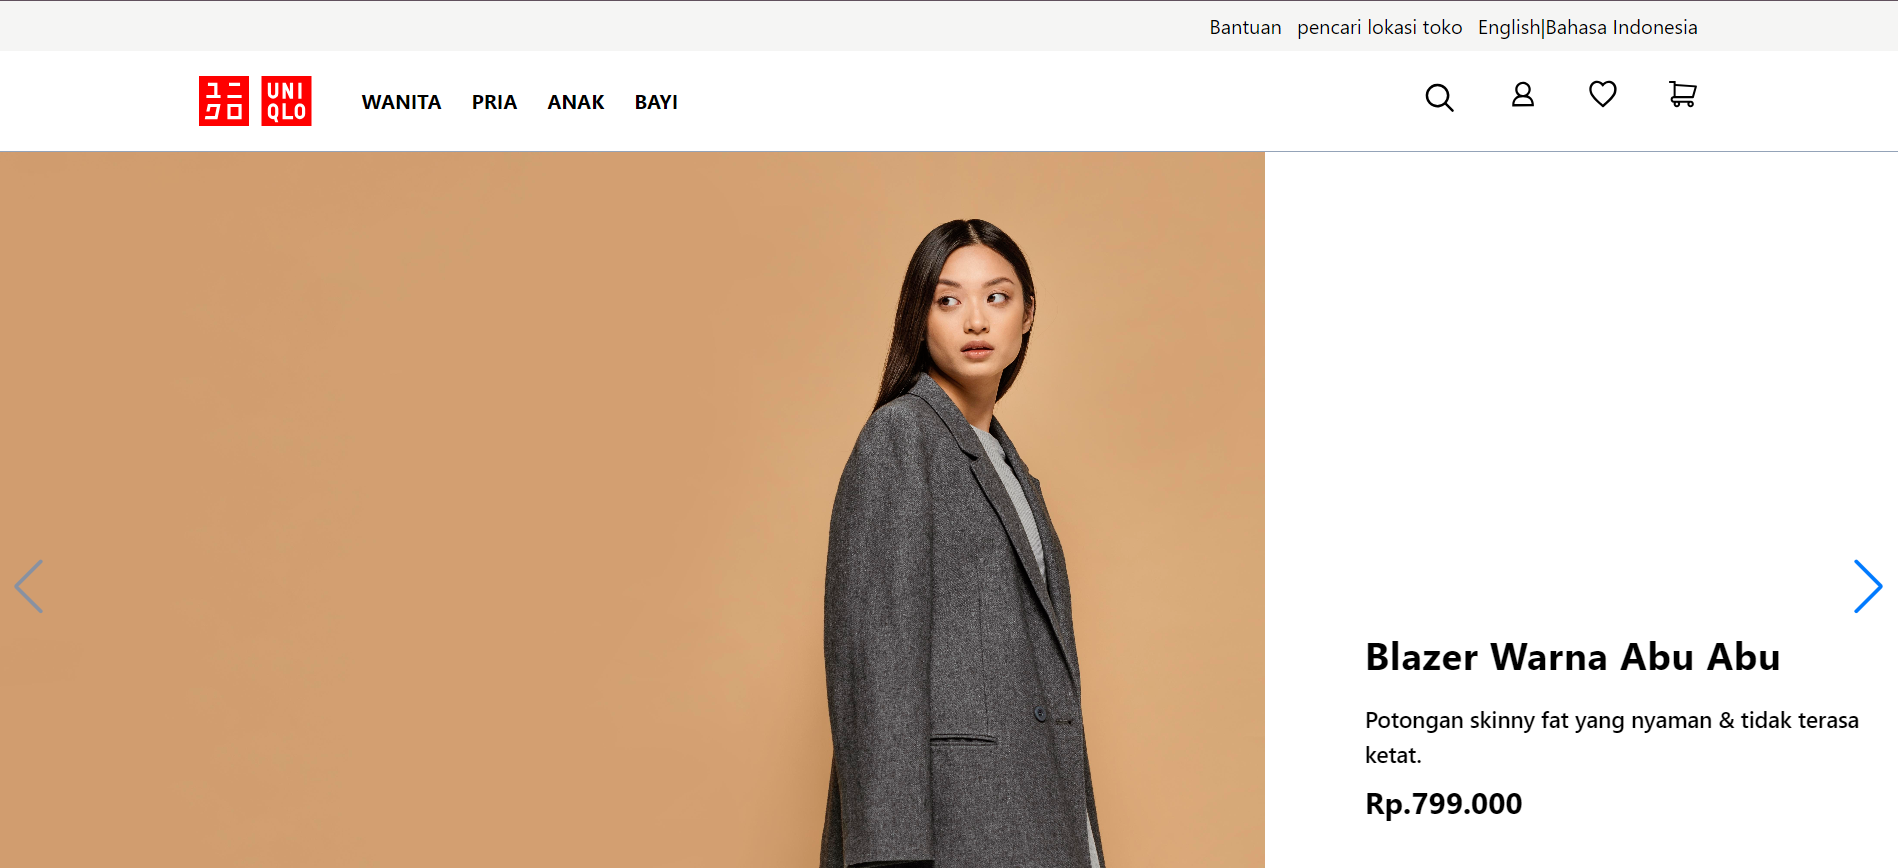 Bantuan pencari lokasi toko English|Bahasa Indonesia
ユニ UNI
クロ QLO
WANITA PRIA ANAK BAYI
Blazer Warna Abu Abu
Potongan skinny fat yang nyaman & tidak terasa
ketat.
Rp.799.000